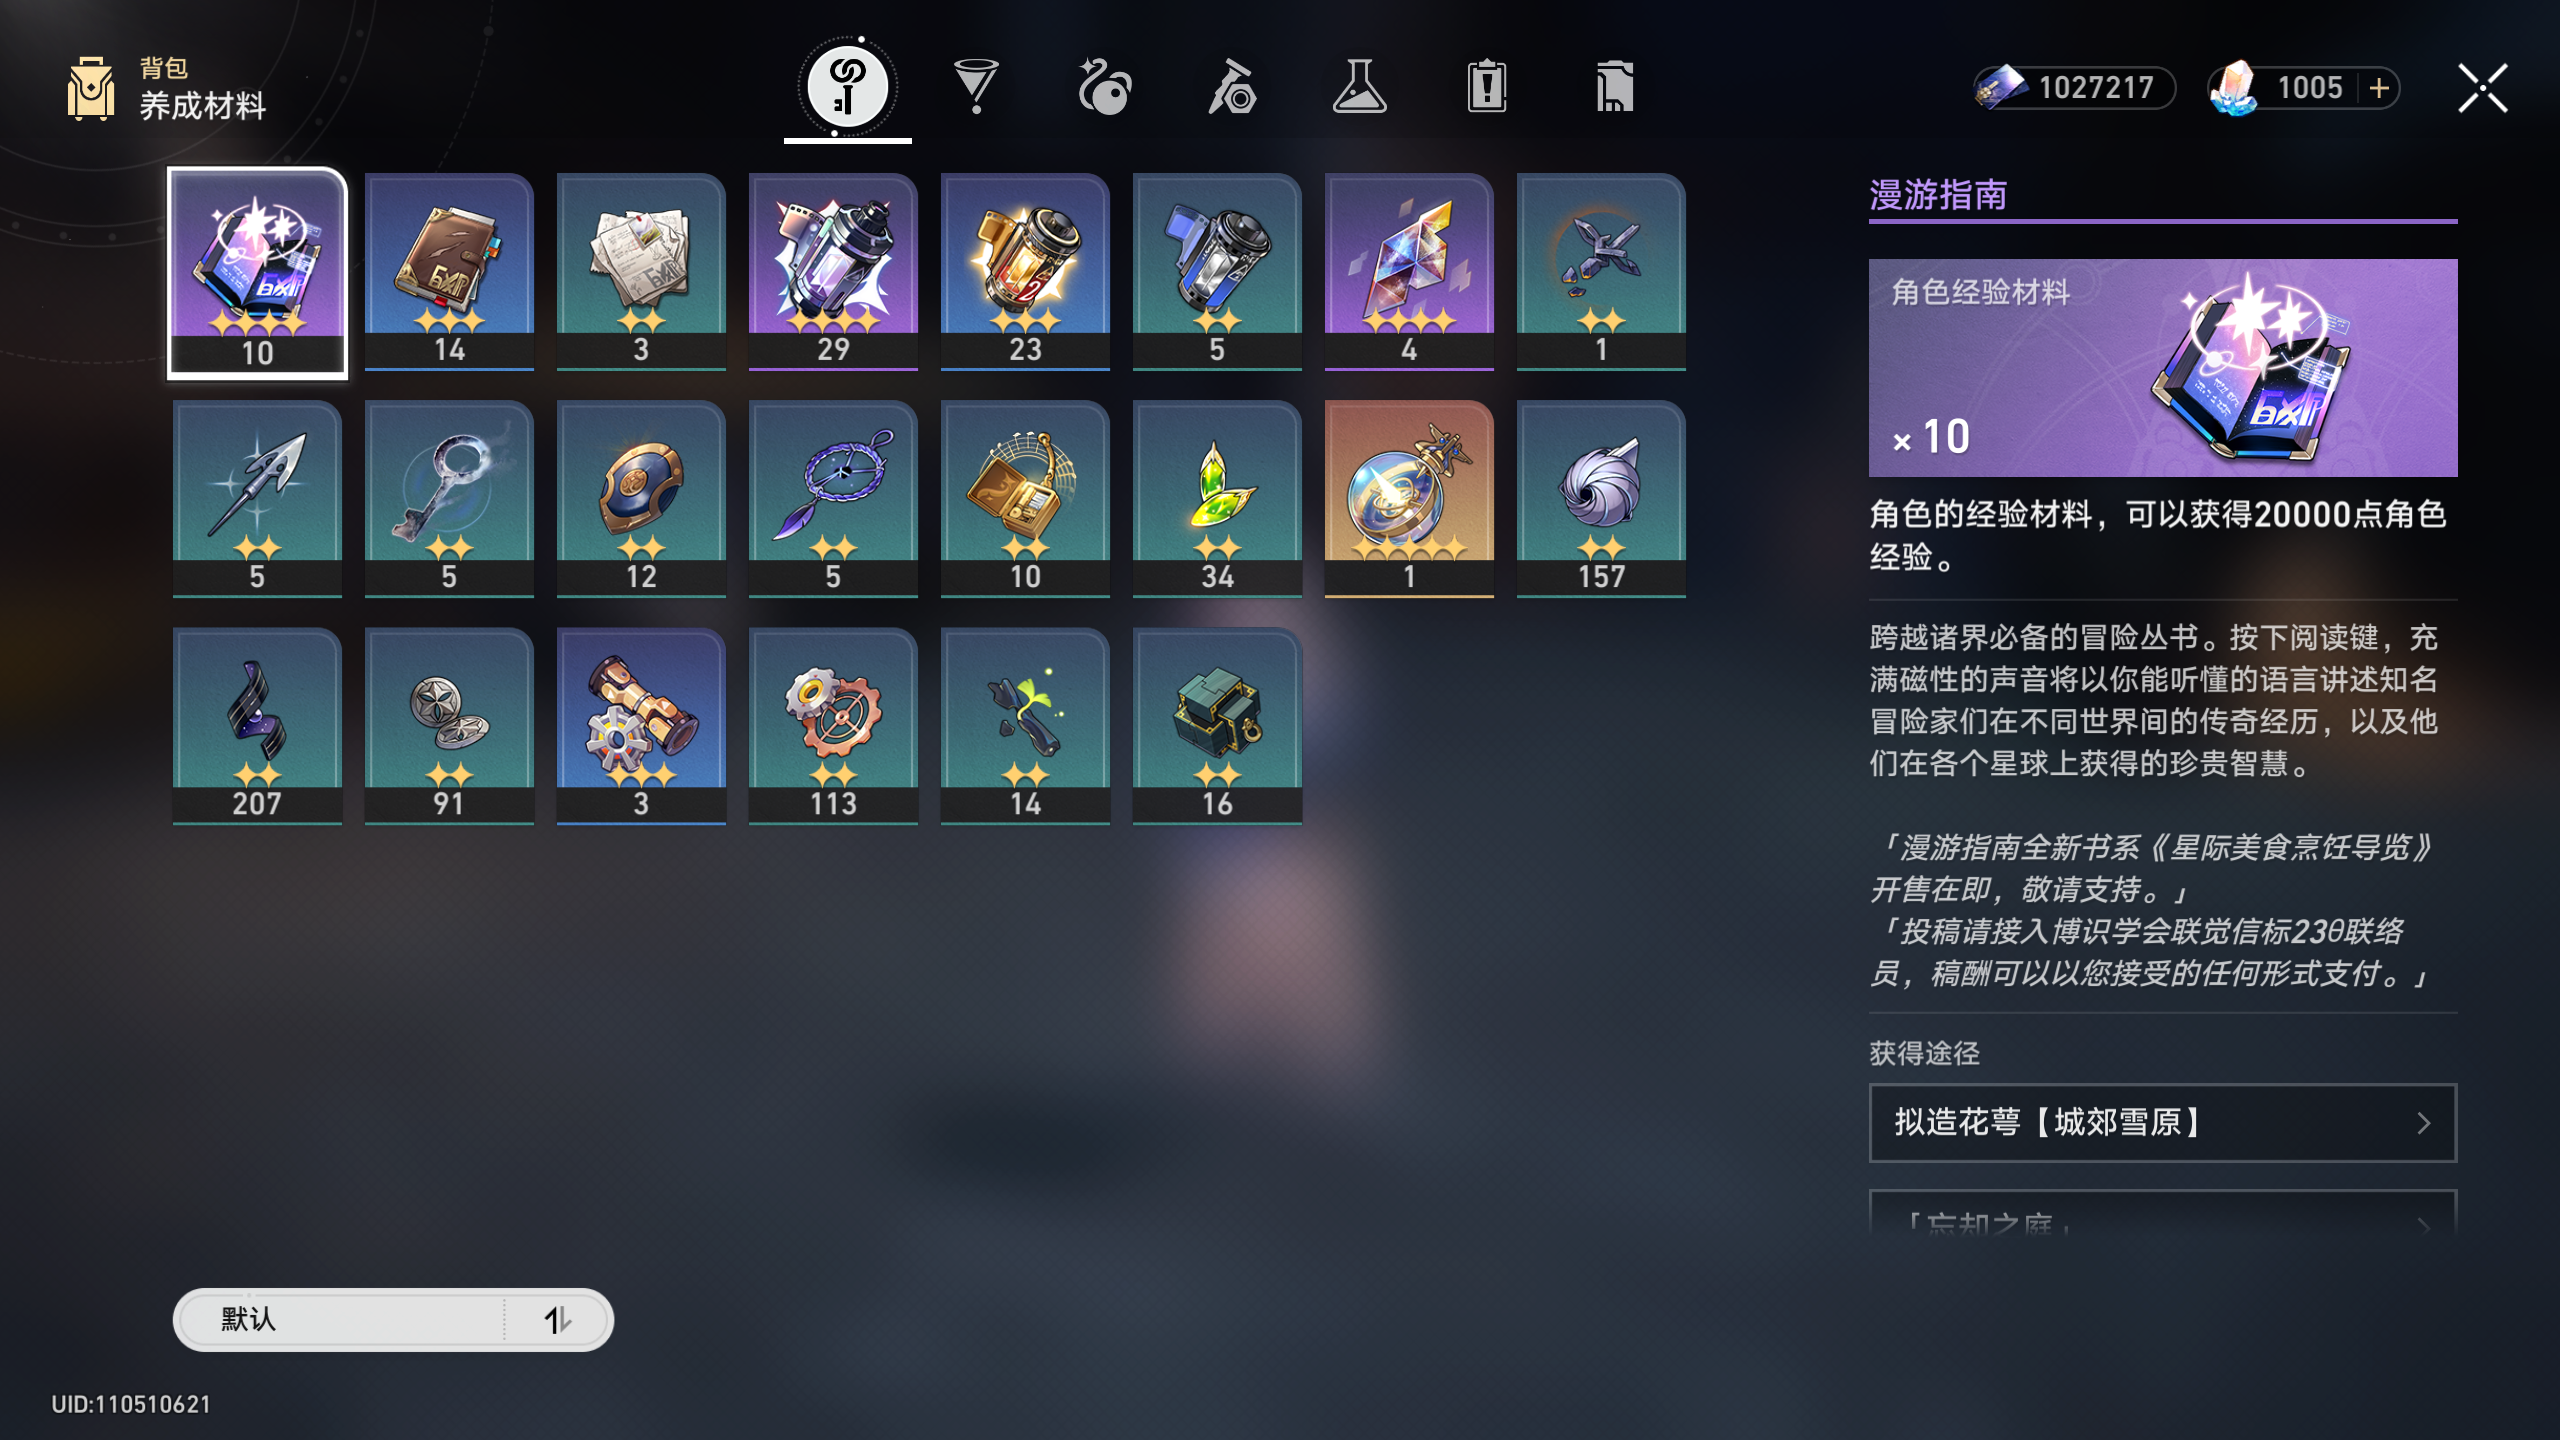 背包
养成材料
1027217
1005
10
14
3
29
23
5
4
1
5
5
12
5
10
34
1
157
207
91
3
113
14
16
漫游指南
角色经验材料
× 10
角色的经验材料，可以获得20000点角色
经验。
跨越诸界必备的冒险丛书。按下阅读键，充
满磁性的声音将以你能听懂的语言讲述知名
冒险家们在不同世界间的传奇经历，以及他
们在各个星球上获得的珍贵智慧。
「漫游指南全新书系《星际美食烹饪导览》
开售在即，敬请支持。」
「投稿请接入博识学会联觉信标23θ联络
员，稿酬可以以您接受的任何形式支付。」
获得途径
拟造花萼【城郊雪原】
「忘却之庭」
默认
UID:110510621